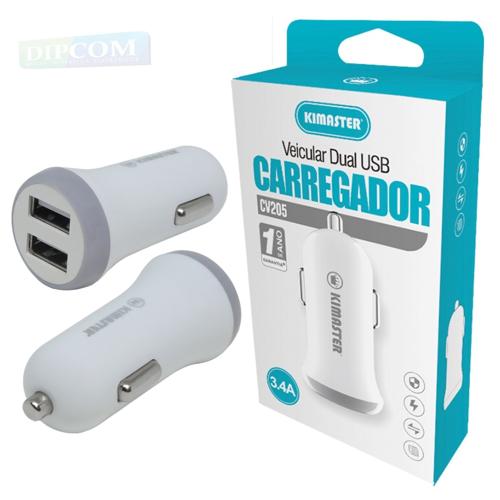 DIPCOM
KIMASTER
KIMASTER
KIMASTER®
Veicular Dual USB
CARREGADOR
CV205
1 ANO
GARANTIA
KIMASTER
3.4A